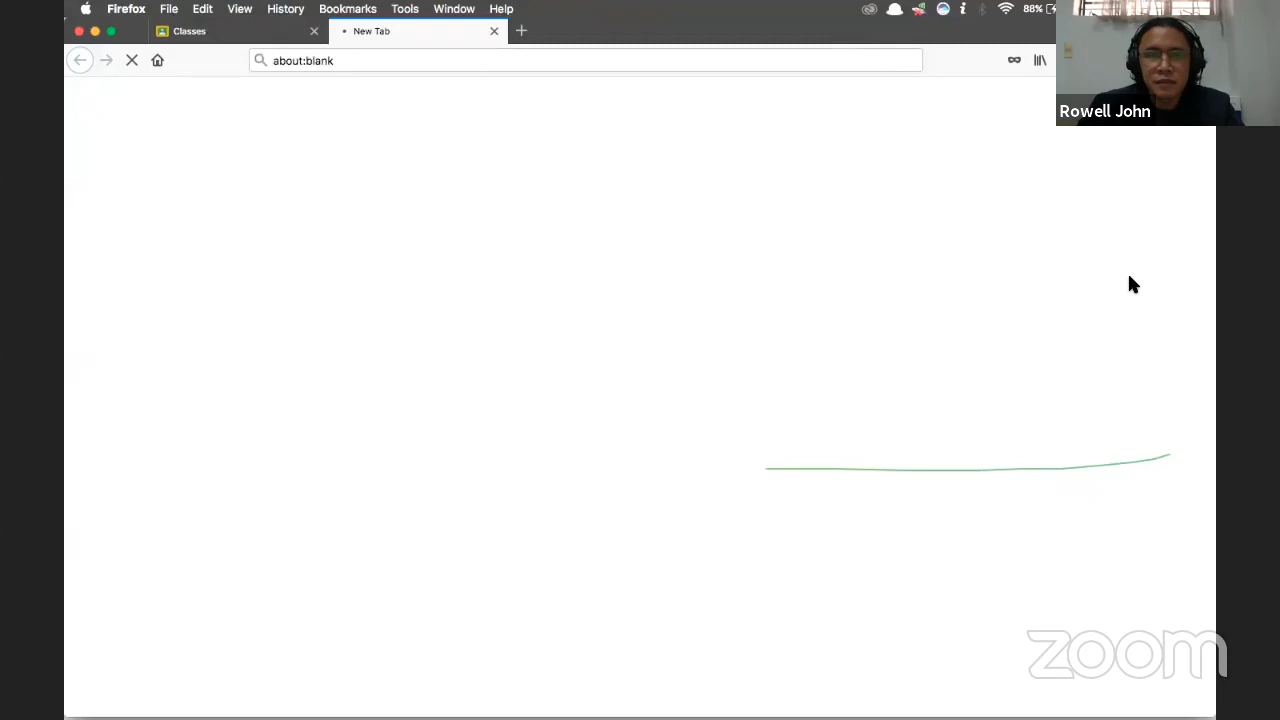 Firefox File Edit View History Bookmarks Tools Window Help 88%
Classes New Tab
about:blank
Rowell John
zoom